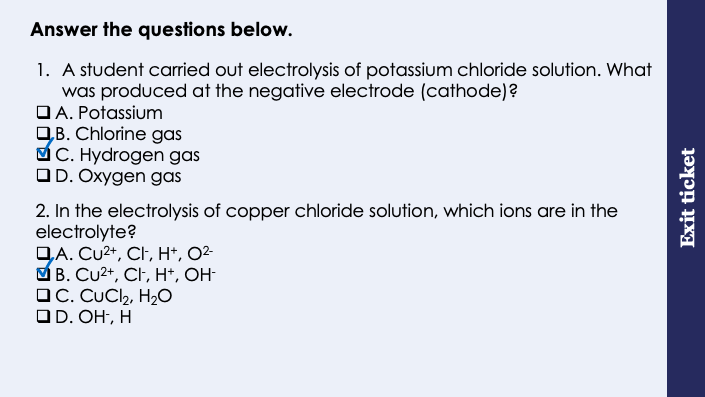 Answer the questions below.
1. A student carried out electrolysis of potassium chloride solution. What
was produced at the negative electrode (cathode)?
❑ A. Potassium
❑ B. Chlorine gas
❑ C. Hydrogen gas
❑ D. Oxygen gas
2. In the electrolysis of copper chloride solution, which ions are in the
electrolyte?
❑ A. Cu²⁺, Cl⁻, H⁺, O²⁻
❑ B. Cu²⁺, Cl⁻, H⁺, OH⁻
❑ C. CuCl₂, H₂O
❑ D. OH⁻, H
Exit ticket